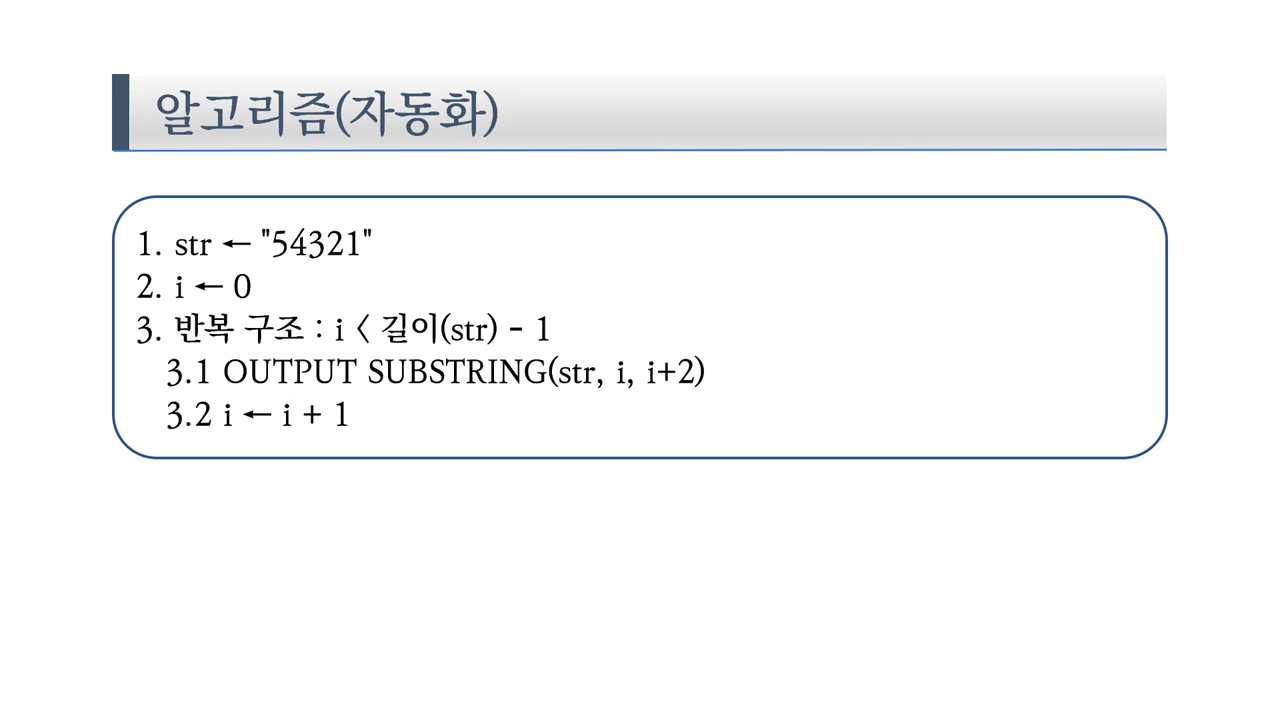 알고리즘(자동화)
1. str ← "54321"
2. i ← 0
3. 반복 구조 : i < 길이(str) - 1
3.1 OUTPUT SUBSTRING(str, i, i+2)
3.2 i ← i + 1